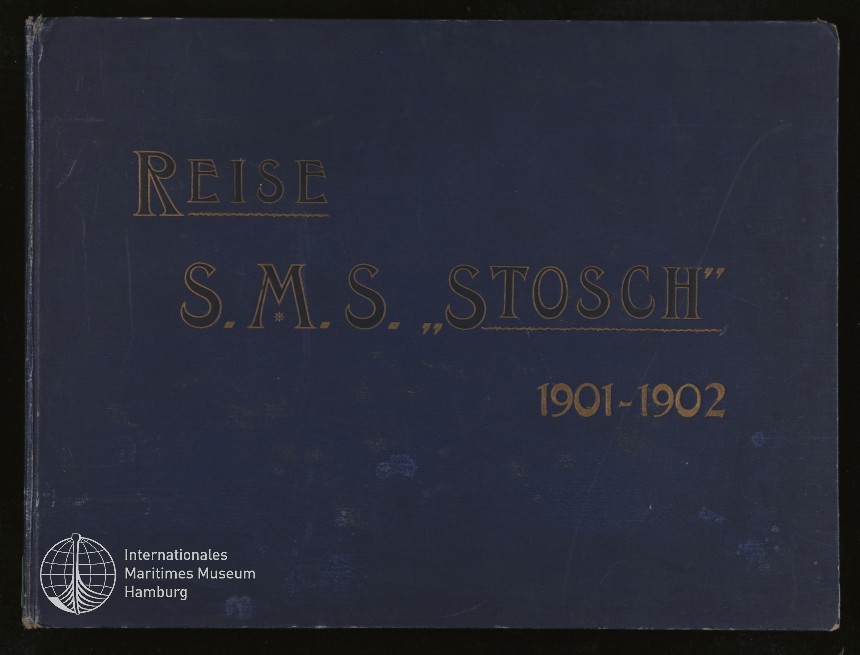 REISE
S. M. S. „STOSCH”
1901-1902
Internationales
Maritimes Museum
Hamburg